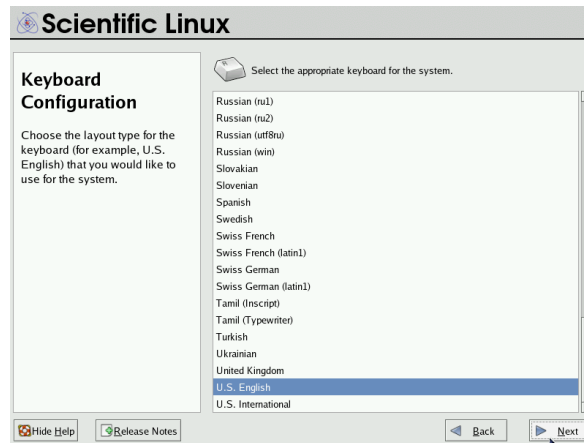 Scientific Linux
Keyboard
Configuration
Choose the layout type for the
keyboard (for example, U.S.
English) that you would like to
use for the system.
Select the appropriate keyboard for the system.
Russian (ru1)
Russian (ru2)
Russian (utf8ru)
Russian (win)
Slovakian
Slovenian
Spanish
Swedish
Swiss French
Swiss French (latin1)
Swiss German
Swiss German (latin1)
Tamil (Inscript)
Tamil (Typewriter)
Turkish
Ukrainian
United Kingdom
U.S. English
U.S. International
Hide Help
Release Notes
Back
Next